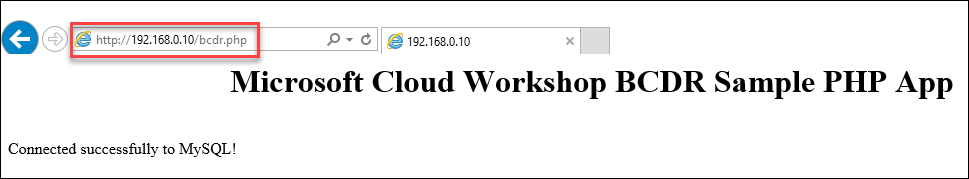 http://192.168.0.10/bcdr.php
192.168.0.10
Microsoft Cloud Workshop BCDR Sample PHP App
Connected successfully to MySQL!